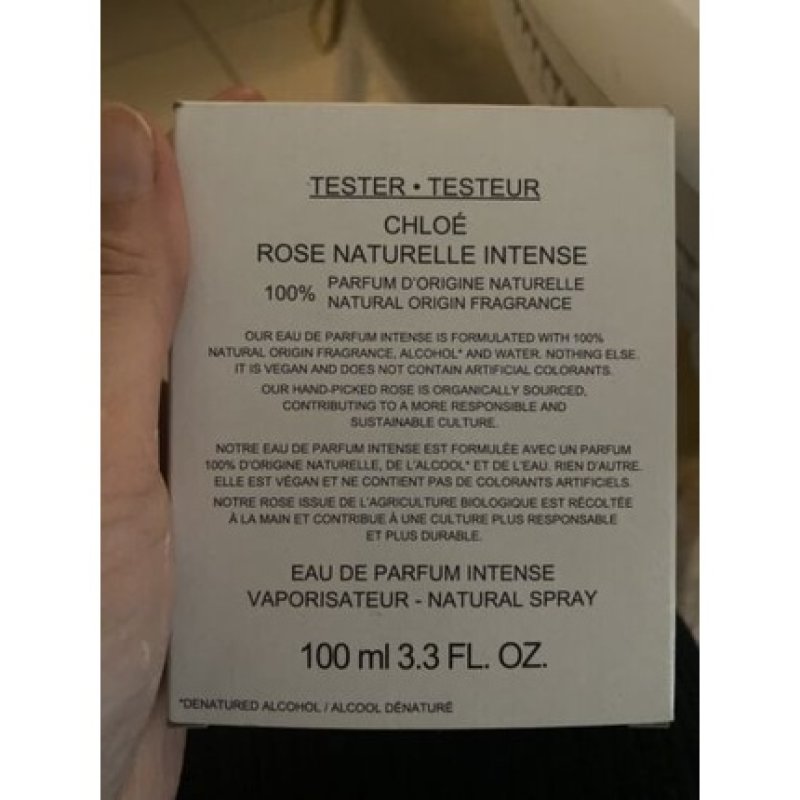 TESTER • TESTEUR
CHLOÉ
ROSE NATURELLE INTENSE
100% PARFUM D'ORIGINE NATURELLE
NATURAL ORIGIN FRAGRANCE
OUR EAU DE PARFUM INTENSE IS FORMULATED WITH 100%
NATURAL ORIGIN FRAGRANCE, ALCOHOL* AND WATER. NOTHING ELSE.
IT IS VEGAN AND DOES NOT CONTAIN ARTIFICIAL COLORANTS.
OUR HAND-PICKED ROSE IS ORGANICALLY SOURCED,
CONTRIBUTING TO A MORE RESPONSIBLE AND
SUSTAINABLE CULTURE.
NOTRE EAU DE PARFUM INTENSE EST FORMULÉE AVEC UN PARFUM
100% D'ORIGINE NATURELLE, DE L'ALCOOL* ET DE L'EAU. RIEN D'AUTRE.
ELLE EST VÉGAN ET NE CONTIENT PAS DE COLORANTS ARTIFICIELS.
NOTRE ROSE ISSUE DE L'AGRICULTURE BIOLOGIQUE EST RÉCOLTÉE
À LA MAIN ET CONTRIBUE À UNE CULTURE PLUS RESPONSABLE
ET PLUS DURABLE.
EAU DE PARFUM INTENSE
VAPORISATEUR - NATURAL SPRAY
100 ml 3.3 FL. OZ.
*DENATURED ALCOHOL / ALCOOL DÉNATURÉ